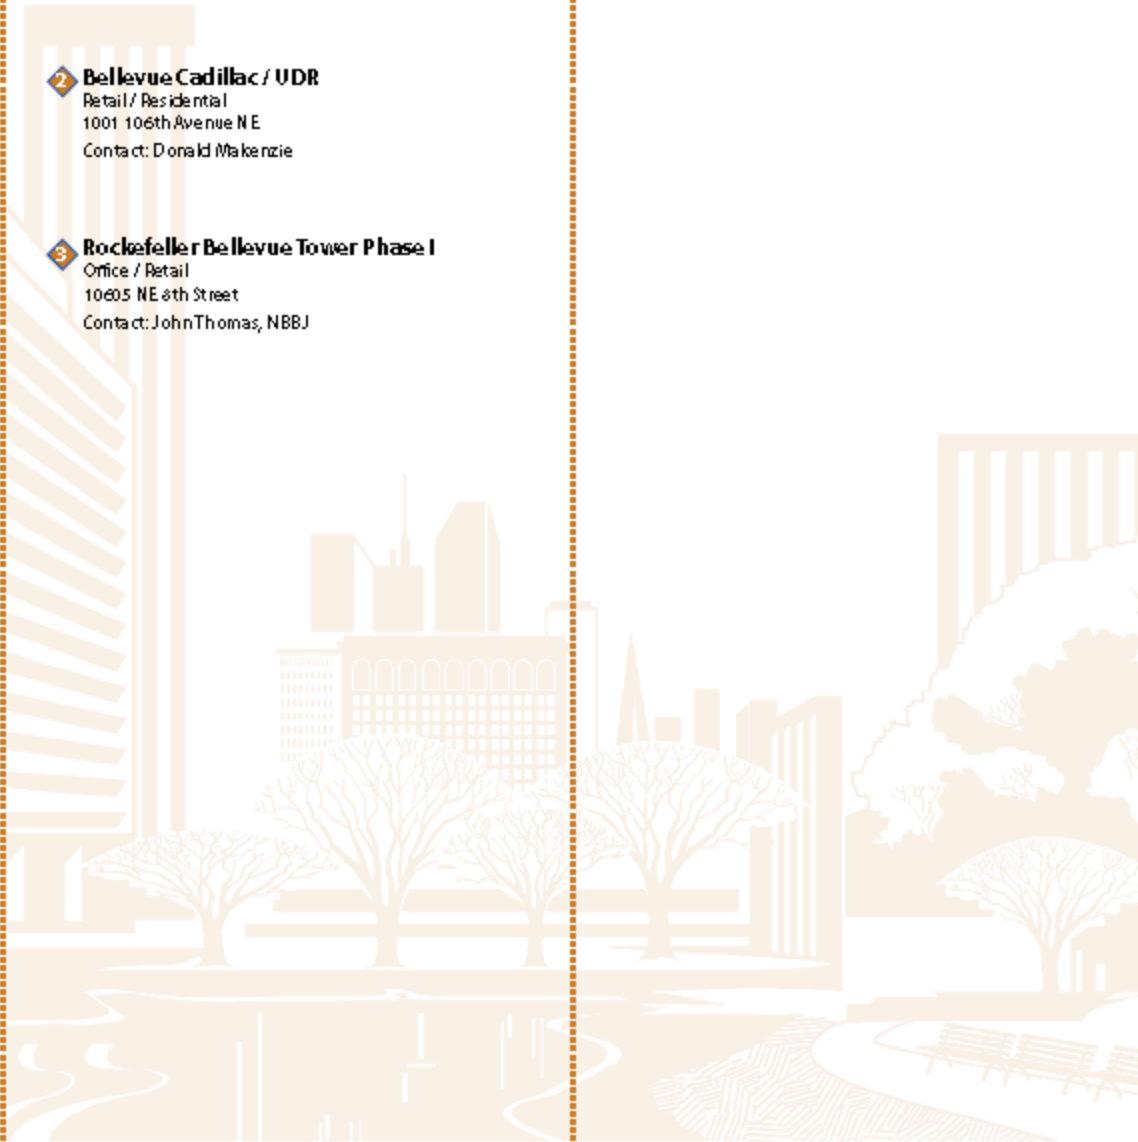 2 Bellevue Cadillac / UDR
Retail / Residential
1001 106th Avenue NE
Contact: Donald Makenzie
3 Rockefeller Bellevue Tower Phase I
Office / Retail
10605 NE 8th Street
Contact: John Thomas, NBBJ